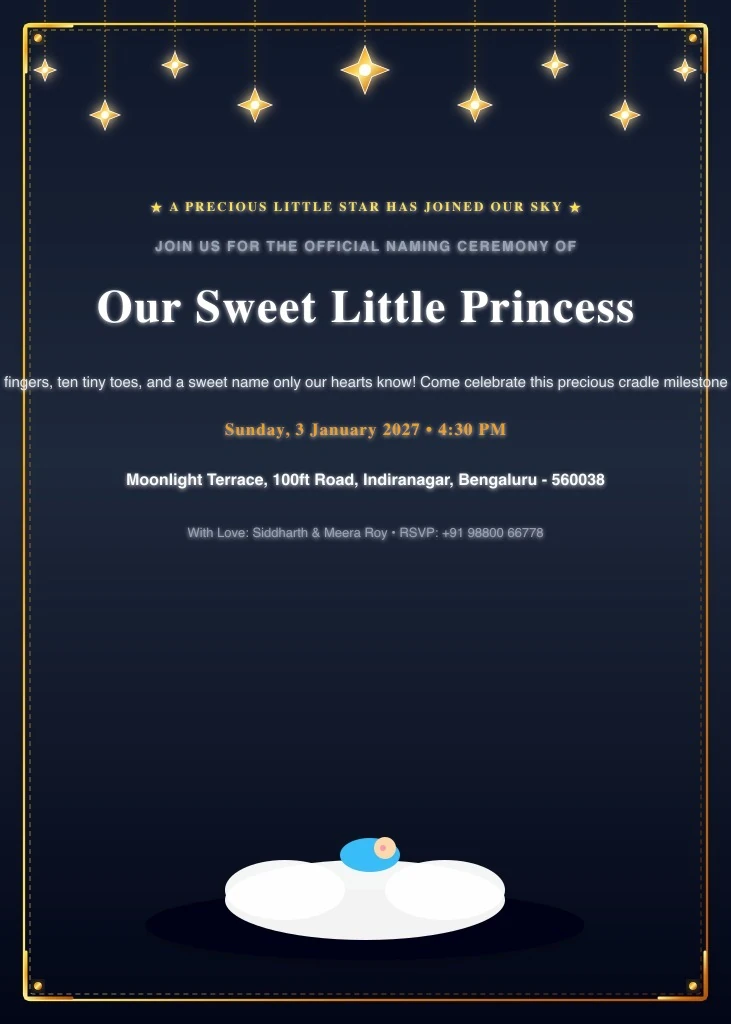 ★ A PRECIOUS LITTLE STAR HAS JOINED OUR SKY ★
JOIN US FOR THE OFFICIAL NAMING CEREMONY OF
Our Sweet Little Princess
fingers, ten tiny toes, and a sweet name only our hearts know! Come celebrate this precious cradle milestone
Sunday, 3 January 2027 • 4:30 PM
Moonlight Terrace, 100ft Road, Indiranagar, Bengaluru - 560038
With Love: Siddharth & Meera Roy • RSVP: +91 98800 66778